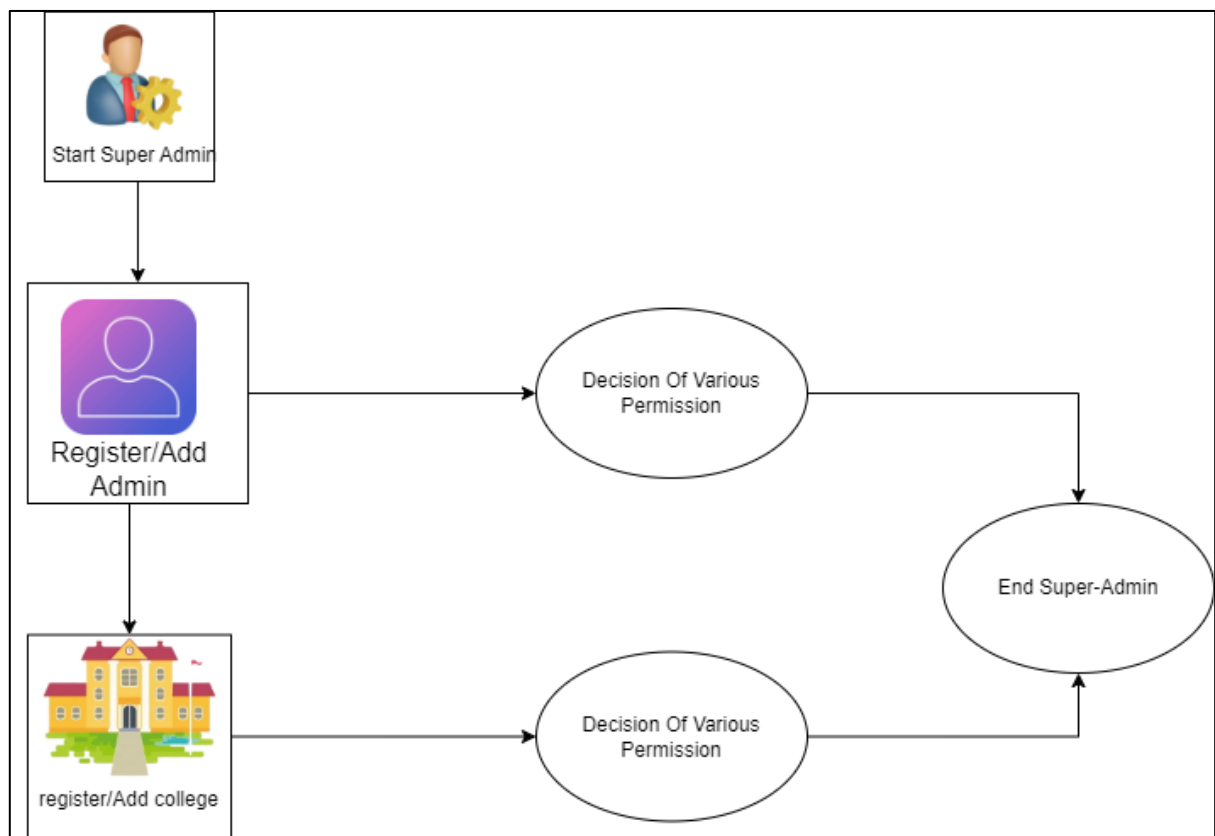 Start Super Admin
Register/Add
Admin
Decision Of Various
Permission
End Super-Admin
register/Add college
Decision Of Various
Permission